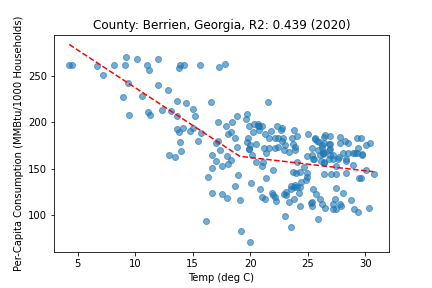 County: Berrien, Georgia, R2: 0.439 (2020)
Per-Capita Consumption (MMBtu/1000 Households)
250
200
150
100
5 10 15 20 25 30
Temp (deg C)